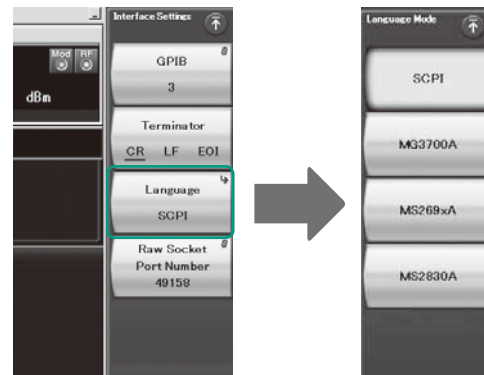 Interface Settings
Mod RF
dBm
GPIB
3
Terminator
CR LF EOI
Language
SCPI
Raw Socket
Port Number
49158
Language Mode
SCPI
MG3700A
MS269xA
MS2830A